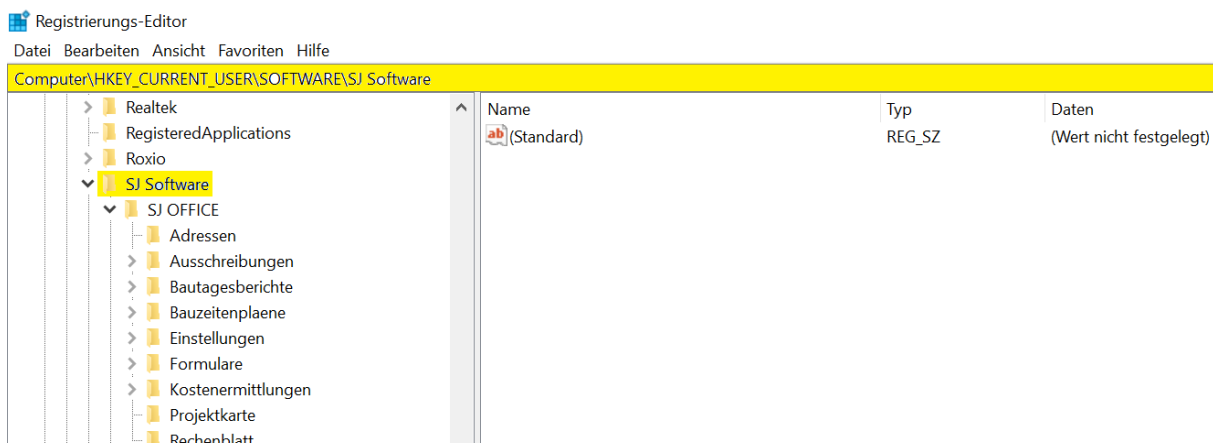 Registrierungs-Editor
Datei Bearbeiten Ansicht Favoriten Hilfe
Computer\HKEY_CURRENT_USER\SOFTWARE\SJ Software
Realtek
RegisteredApplications
Roxio
SJ Software
SJ OFFICE
Adressen
Ausschreibungen
Bautagesberichte
Bauzeitenplaene
Einstellungen
Formulare
Kostenermittlungen
Projektkarte
Rechenblatt
Name Typ Daten
ab (Standard) REG_SZ (Wert nicht festgelegt)